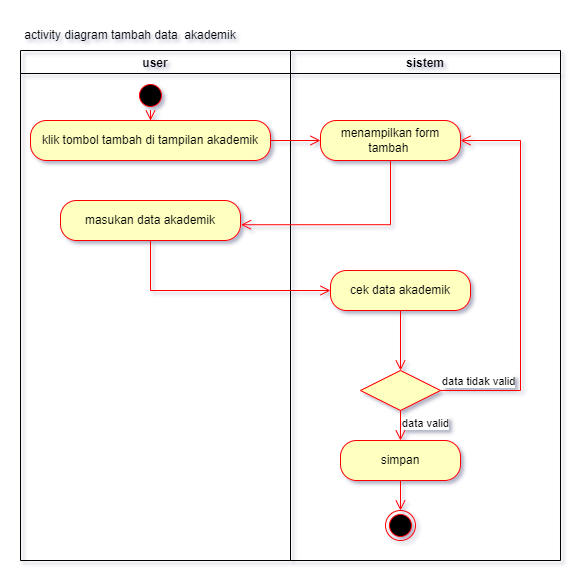 activity diagram tambah data  akademik
user
sistem
klik tombol tambah di tampilan akademik
menampilkan form
tambah
masukan data akademik
cek data akademik
data tidak valid
data valid
simpan